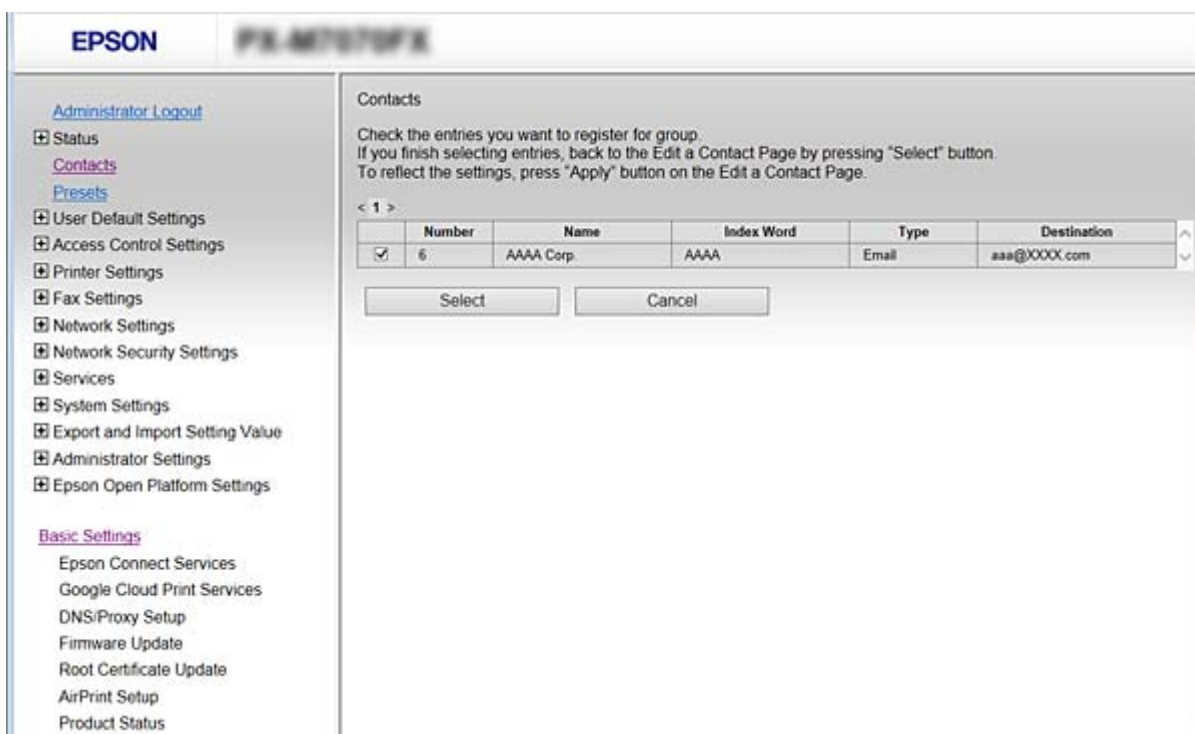 EPSON
Administrator Logout
Status
Contacts
Presets
User Default Settings
Access Control Settings
Printer Settings
Fax Settings
Network Settings
Network Security Settings
Services
System Settings
Export and Import Setting Value
Administrator Settings
Epson Open Platform Settings
Basic Settings
Epson Connect Services
Google Cloud Print Services
DNS/Proxy Setup
Firmware Update
Root Certificate Update
AirPrint Setup
Product Status
Contacts
Check the entries you want to register for group.
If you finish selecting entries, back to the Edit a Contact Page by pressing "Select" button.
To reflect the settings, press "Apply" button on the Edit a Contact Page.
< 1 >
Number Name Index Word Type Destination
6 AAAA Corp. AAAA Email aaa@XXXX.com
Select Cancel